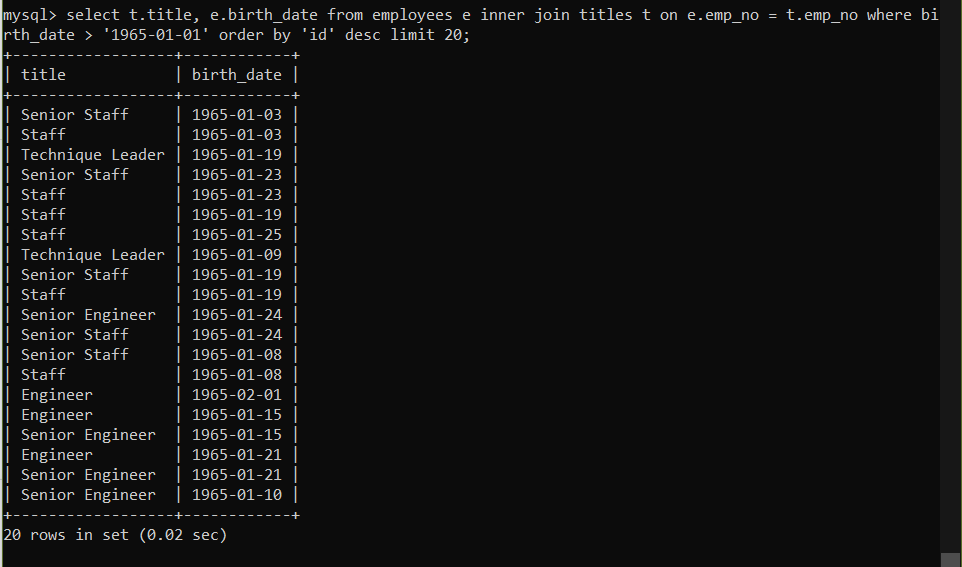 mysql> select t.title, e.birth_date from employees e inner join titles t on e.emp_no = t.emp_no where bi
rth_date > '1965-01-01' order by 'id' desc limit 20;
+------------------+------------+
| title            | birth_date |
+------------------+------------+
| Senior Staff     | 1965-01-03 |
| Staff            | 1965-01-03 |
| Technique Leader | 1965-01-19 |
| Senior Staff     | 1965-01-23 |
| Staff            | 1965-01-23 |
| Staff            | 1965-01-19 |
| Staff            | 1965-01-25 |
| Technique Leader | 1965-01-09 |
| Senior Staff     | 1965-01-19 |
| Staff            | 1965-01-19 |
| Senior Engineer  | 1965-01-24 |
| Senior Staff     | 1965-01-24 |
| Senior Staff     | 1965-01-08 |
| Staff            | 1965-01-08 |
| Engineer         | 1965-02-01 |
| Engineer         | 1965-01-15 |
| Senior Engineer  | 1965-01-15 |
| Engineer         | 1965-01-21 |
| Senior Engineer  | 1965-01-21 |
| Senior Engineer  | 1965-01-10 |
+------------------+------------+
20 rows in set (0.02 sec)